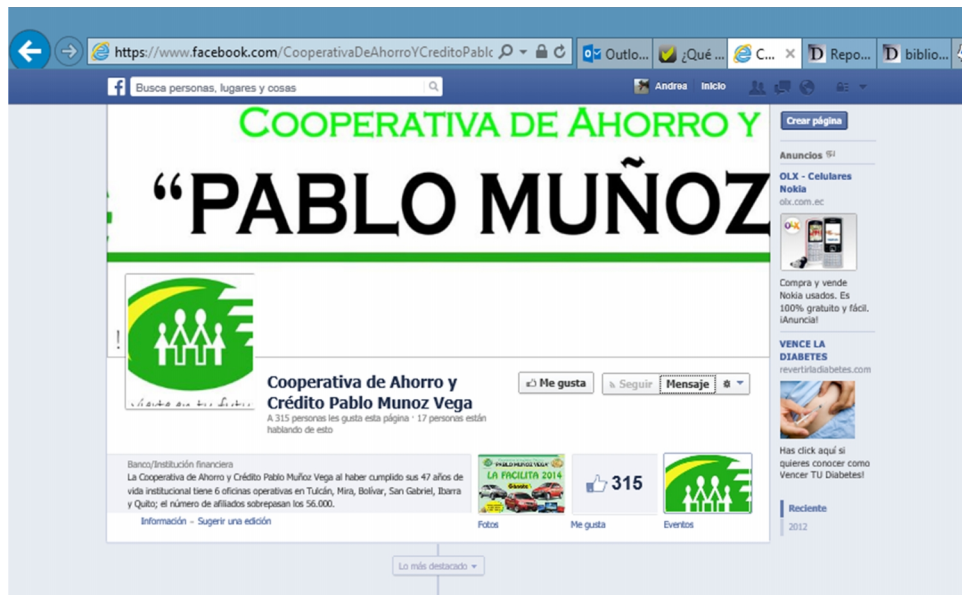 https://www.facebook.com/CooperativaDeAhorroYCreditoPablo
Outlo...
¿Qué ...
C...
Repo...
biblio...
Busca personas, lugares y cosas
Andrea Inicio
COOPERATIVA DE AHORRO Y
“PABLO MUÑOZ
Crear página
Anuncios
OLX - Celulares
Nokia
olx.com.ec
OLX
Compra y vende
Nokia usados. Es
100% gratuito y fácil.
¡Anuncia!
VENCE LA
DIABETES
revertirladiabetes.com
Has click aquí si
quieres conocer como
Vencer TU Diabetes!
Reciente
2012
Cooperativa de Ahorro y
Crédito Pablo Munoz Vega
A 315 personas les gusta esta página · 17 personas están
hablando de esto
Me gusta
Seguir
Mensaje
Banco/Institución financiera
La Cooperativa de Ahorro y Crédito Pablo Muñoz Vega al haber cumplido sus 47 años de
vida institucional tiene 6 oficinas operativas en Tulcán, Mira, Bolívar, San Gabriel, Ibarra
y Quito; el número de afiliados sobrepasan los 56.000.
Información - Sugerir una edición
PABLO MUÑOZ VEGA
LA FACILITA 2014
315
Fotos
Me gusta
Eventos
Lo más destacado